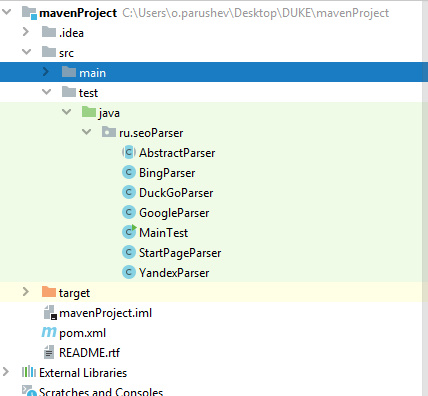 mavenProject C:\Users\o.parushev\Desktop\DUKE\mavenProject
.idea
src
main
test
java
ru.seoParser
AbstractParser
BingParser
DuckGoParser
GoogleParser
MainTest
StartPageParser
YandexParser
target
mavenProject.iml
m pom.xml
README.rtf
External Libraries
Scratches and Consoles